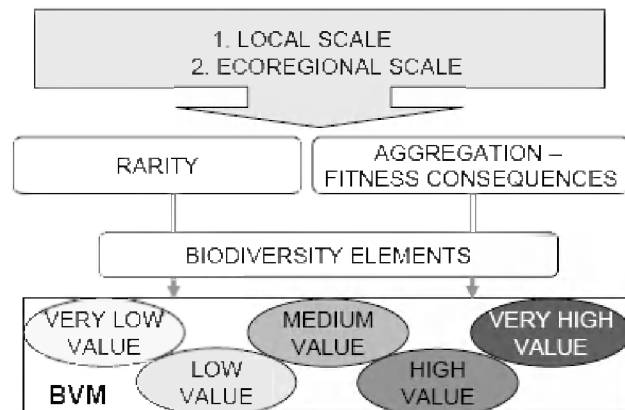 1. LOCAL SCALE
2. ECOREGIONAL SCALE
RARITY
AGGREGATION –
FITNESS CONSEQUENCES
BIODIVERSITY ELEMENTS
VERY LOW
VALUE
LOW
VALUE
MEDIUM
VALUE
HIGH
VALUE
VERY HIGH
VALUE
BVM